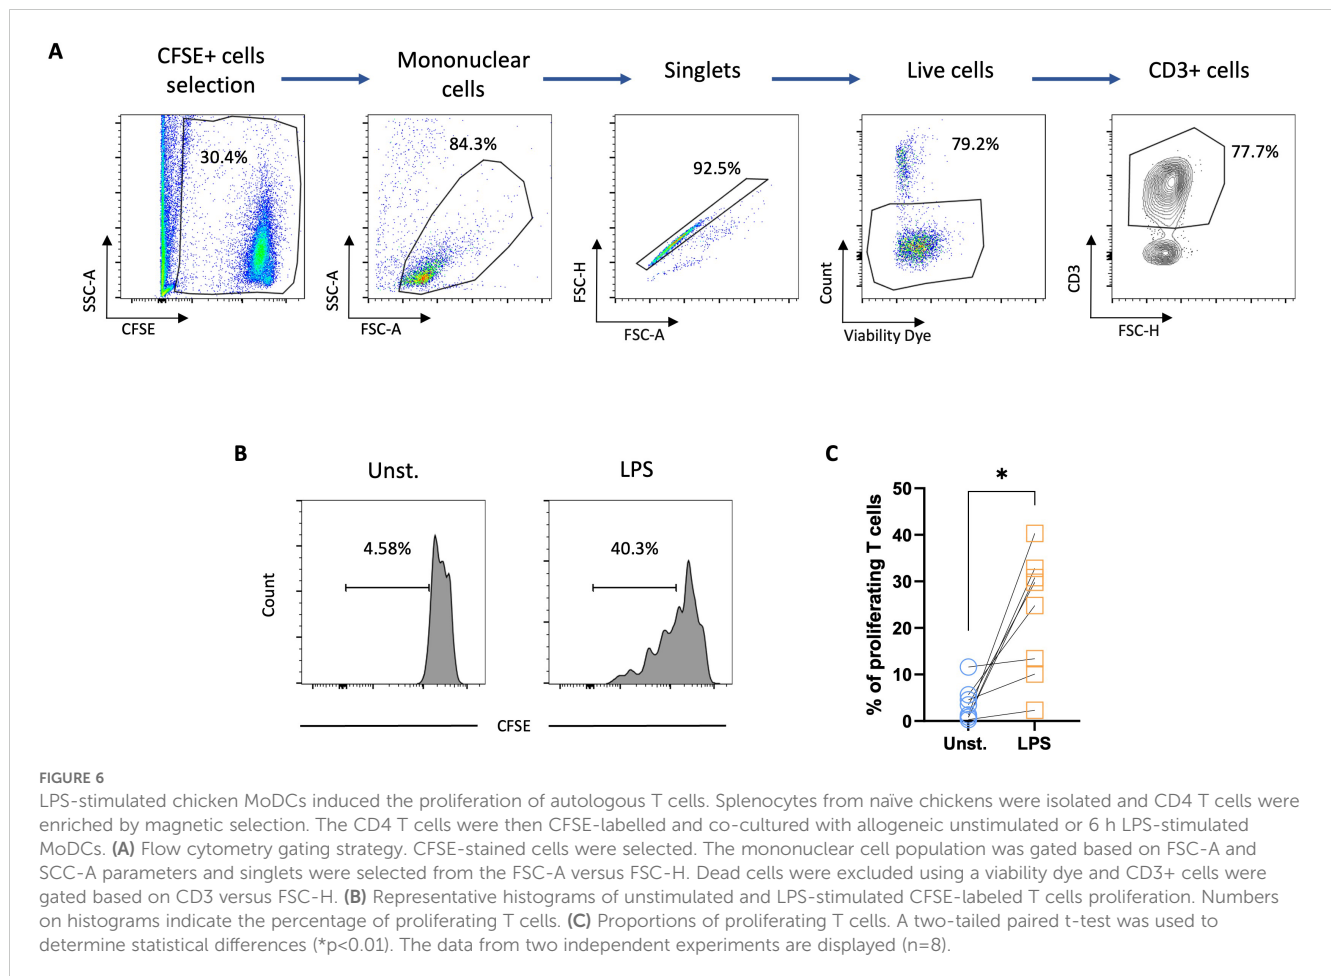 A
CFSE+ cells
selection
Mononuclear
cells
Singlets
Live cells
CD3+ cells
30.4%
84.3%
92.5%
79.2%
77.7%
SSC-A
CFSE
SSC-A
FSC-A
FSC-H
FSC-A
Count
Viability Dye
CD3
FSC-H
B
Unst.
LPS
4.58%
40.3%
Count
CFSE
C
*
% of proliferating T cells
50
40
30
20
10
0
Unst.
LPS
FIGURE 6
LPS-stimulated chicken MoDCs induced the proliferation of autologous T cells. Splenocytes from naïve chickens were isolated and CD4 T cells were
enriched by magnetic selection. The CD4 T cells were then CFSE-labelled and co-cultured with allogeneic unstimulated or 6 h LPS-stimulated
MoDCs. (A) Flow cytometry gating strategy. CFSE-stained cells were selected. The mononuclear cell population was gated based on FSC-A and
SCC-A parameters and singlets were selected from the FSC-A versus FSC-H. Dead cells were excluded using a viability dye and CD3+ cells were
gated based on CD3 versus FSC-H. (B) Representative histograms of unstimulated and LPS-stimulated CFSE-labeled T cells proliferation. Numbers
on histograms indicate the percentage of proliferating T cells. (C) Proportions of proliferating T cells. A two-tailed paired t-test was used to
determine statistical differences (*p<0.01). The data from two independent experiments are displayed (n=8).